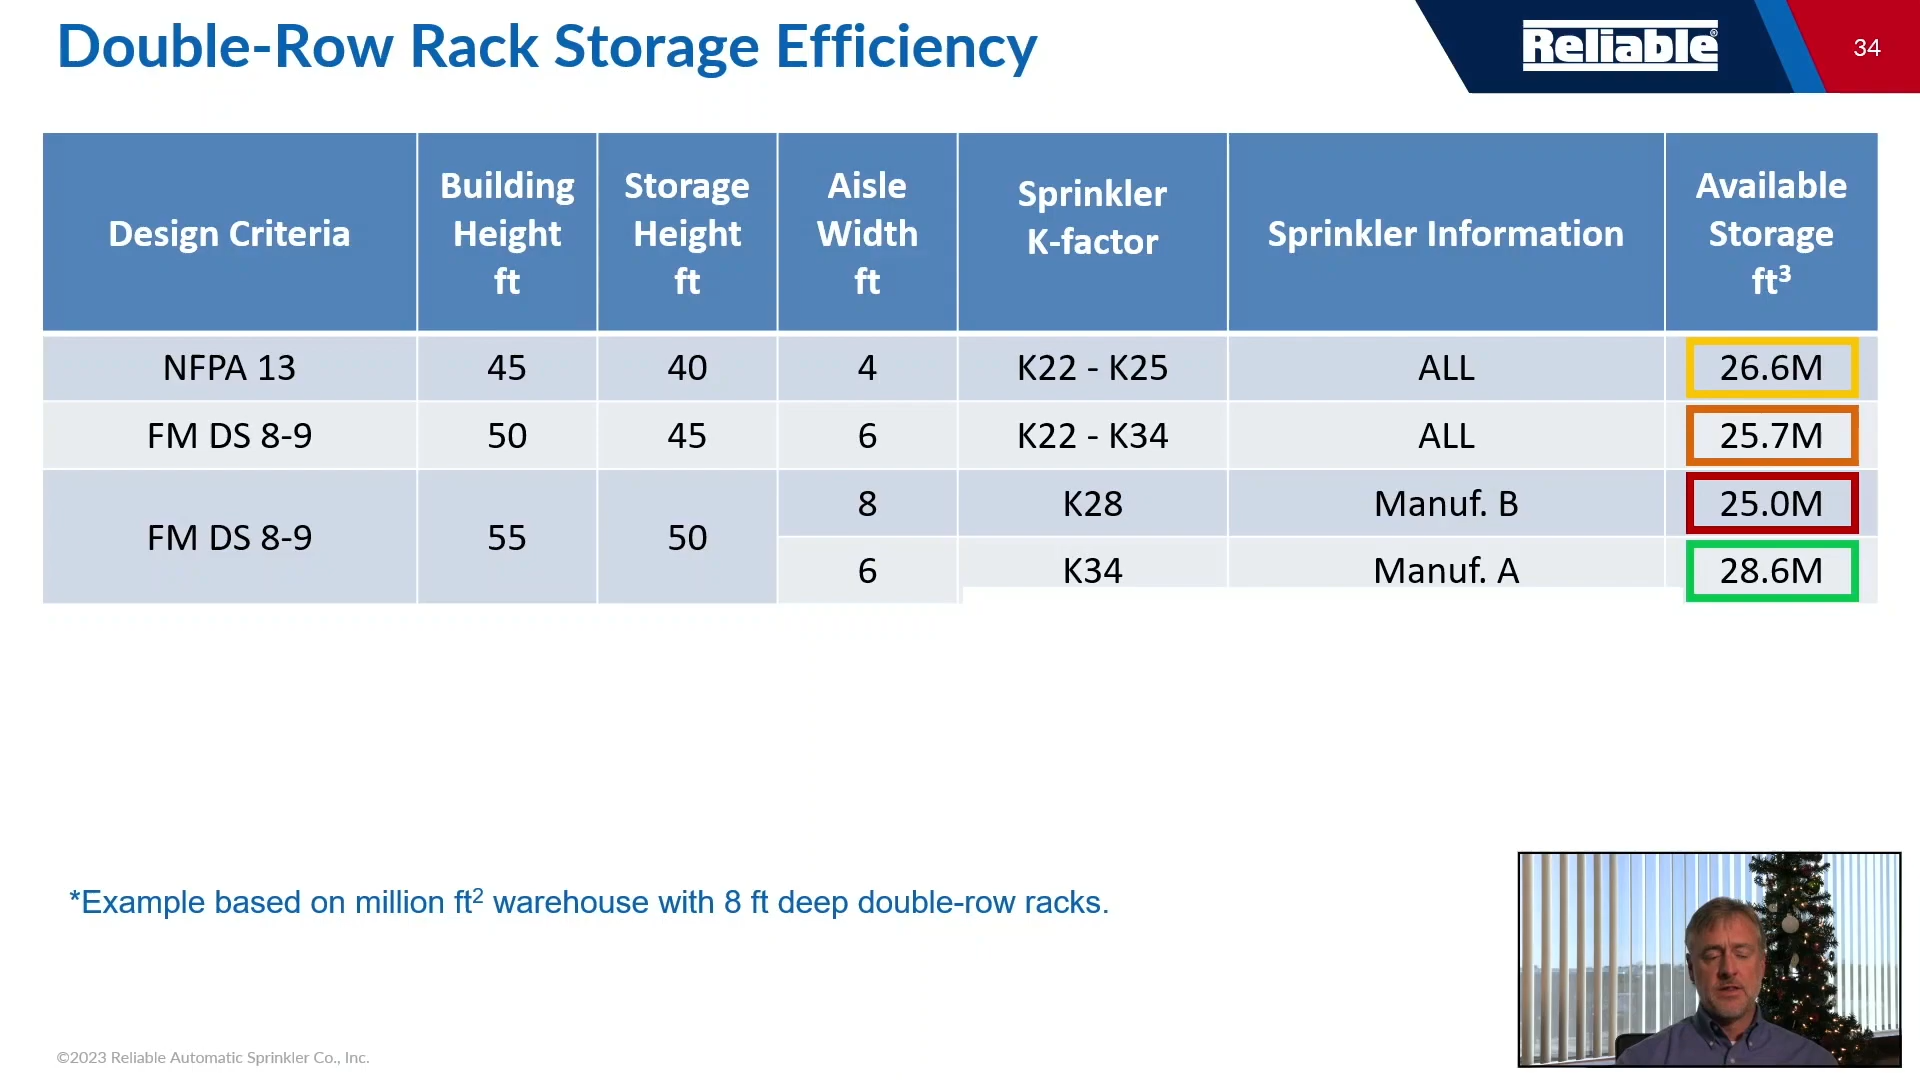 Double-Row Rack Storage Efficiency
Reliable®
34
Design Criteria
Building
Height
ft
Storage
Height
ft
Aisle
Width
ft
Sprinkler
K-factor
Sprinkler Information
Available
Storage
ft³
NFPA 13 45 40 4 K22 - K25 ALL 26.6M
FM DS 8-9 50 45 6 K22 - K34 ALL 25.7M
FM DS 8-9 55 50 8 K28 Manuf. B 25.0M
6 K34 Manuf. A 28.6M
*Example based on million ft² warehouse with 8 ft deep double-row racks.
©2023 Reliable Automatic Sprinkler Co., Inc.